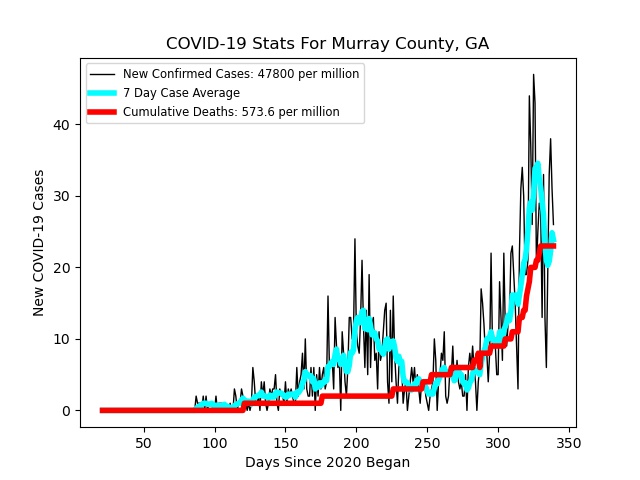 COVID-19 Stats For Murray County, GA
New Confirmed Cases: 47800 per million
7 Day Case Average
Cumulative Deaths: 573.6 per million
New COVID-19 Cases
40
30
20
10
0
50 100 150 200 250 300 350
Days Since 2020 Began